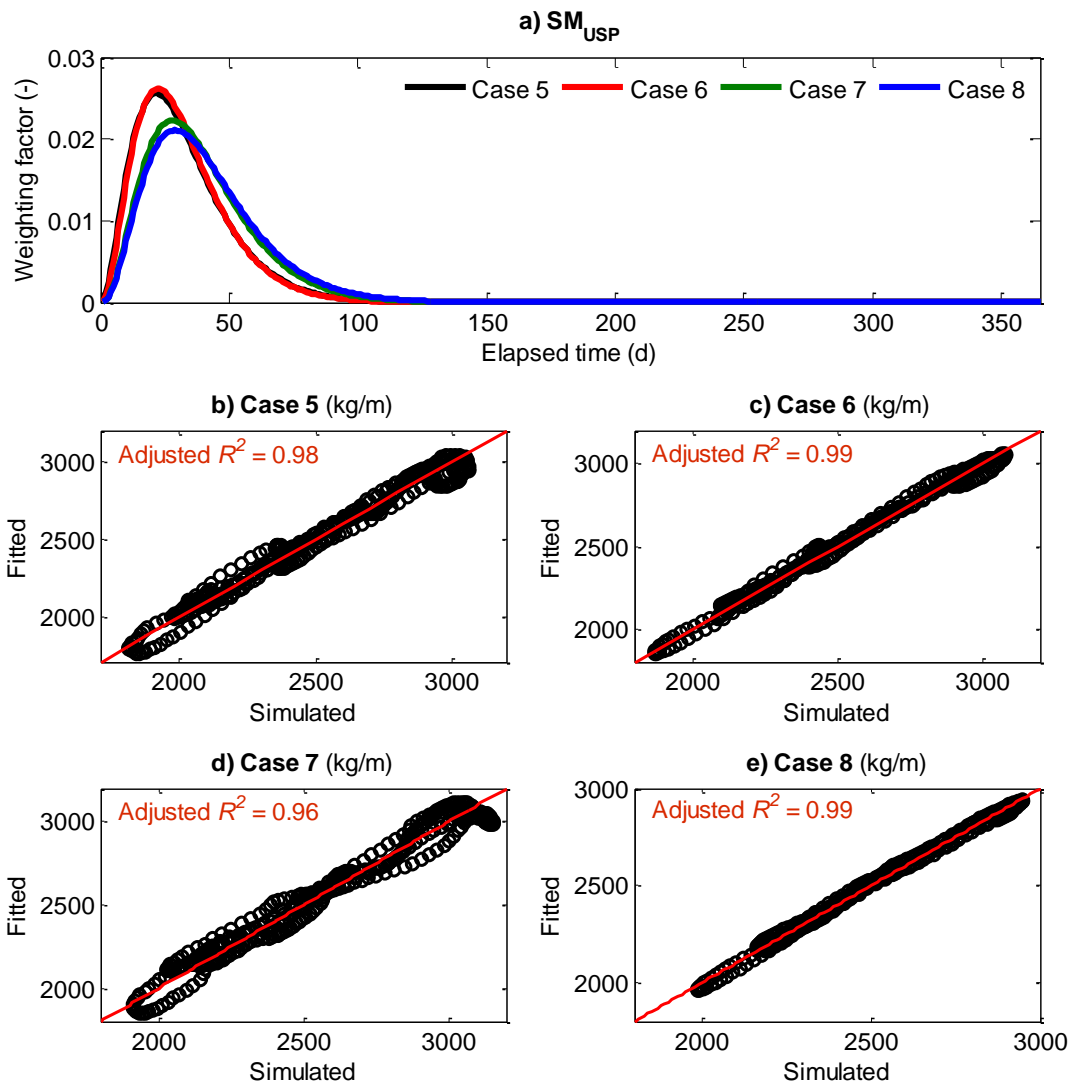 a) SM_USP
Weighting factor (-)
0.03
0.02
0.01
0
Case 5 Case 6 Case 7 Case 8
0 50 100 150 200 250 300 350
Elapsed time (d)
b) Case 5 (kg/m)
Adjusted R² = 0.98
Fitted
3000
2500
2000
2000 2500 3000
Simulated
c) Case 6 (kg/m)
Adjusted R² = 0.99
Fitted
3000
2500
2000
2000 2500 3000
Simulated
d) Case 7 (kg/m)
Adjusted R² = 0.96
Fitted
3000
2500
2000
2000 2500 3000
Simulated
e) Case 8 (kg/m)
Adjusted R² = 0.99
Fitted
3000
2500
2000
2000 2500 3000
Simulated